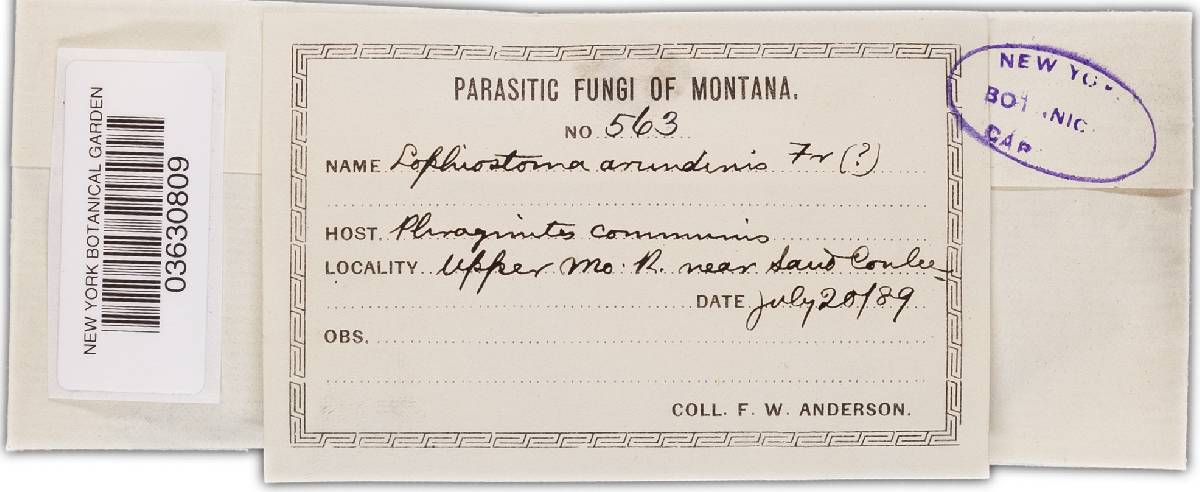 NEW YORK BOTANICAL GARDEN
03630809
PARASITIC FUNGI OF MONTANA.
NO. 563
NAME Lophiostoma arundinis Fr (?)
HOST. Phragmites communis
LOCALITY. Upper Mo. R. near Sand Coulee
DATE July 20/89
OBS.
COLL. F. W. ANDERSON.
NEW YO
BOT NIC
GAR